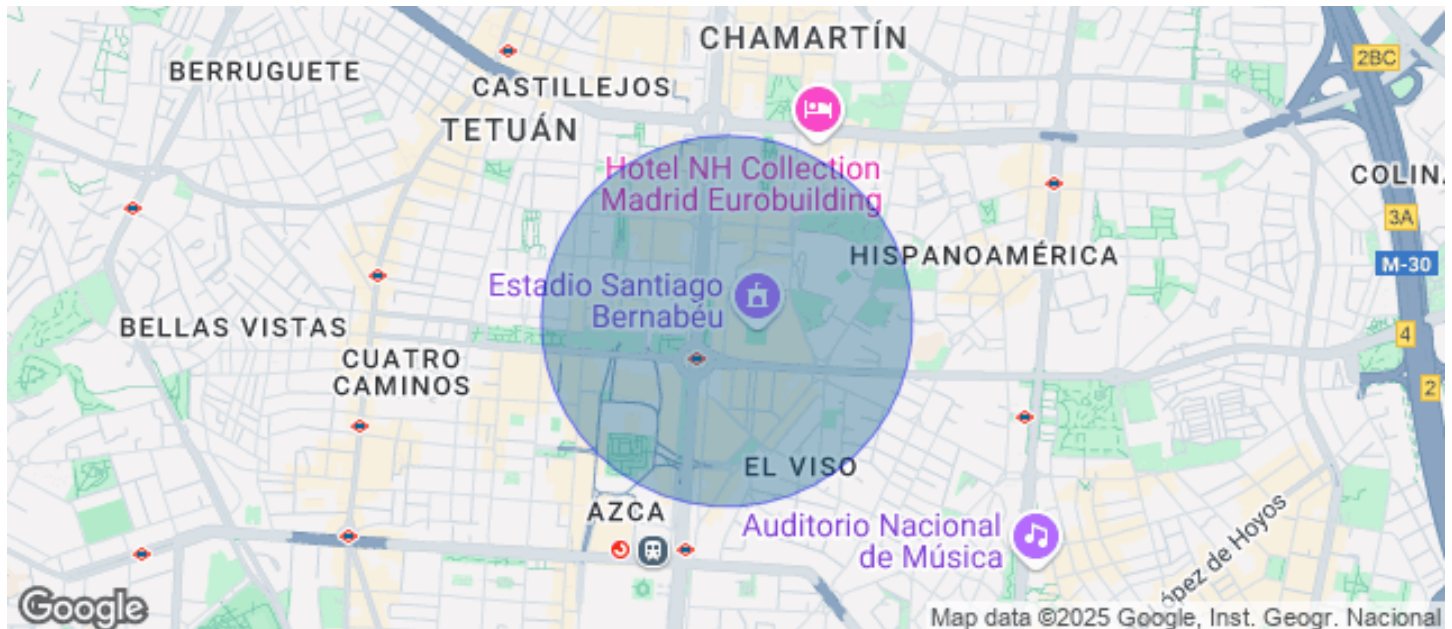 CHAMARTÍN
2BC
BERRUGUETE
CASTILLEJOS
TETUÁN
Hotel NH Collection
Madrid Eurobuilding
COLIN
3A
HISPANOAMÉRICA
M-30
Estadio Santiago
Bernabéu
BELLAS VISTAS
4
CUATRO
CAMINOS
2
EL VISO
AZCA
Auditorio Nacional
de Música
ópez de Hoyos
Google
Map data ©2025 Google, Inst. Geogr. Nacional